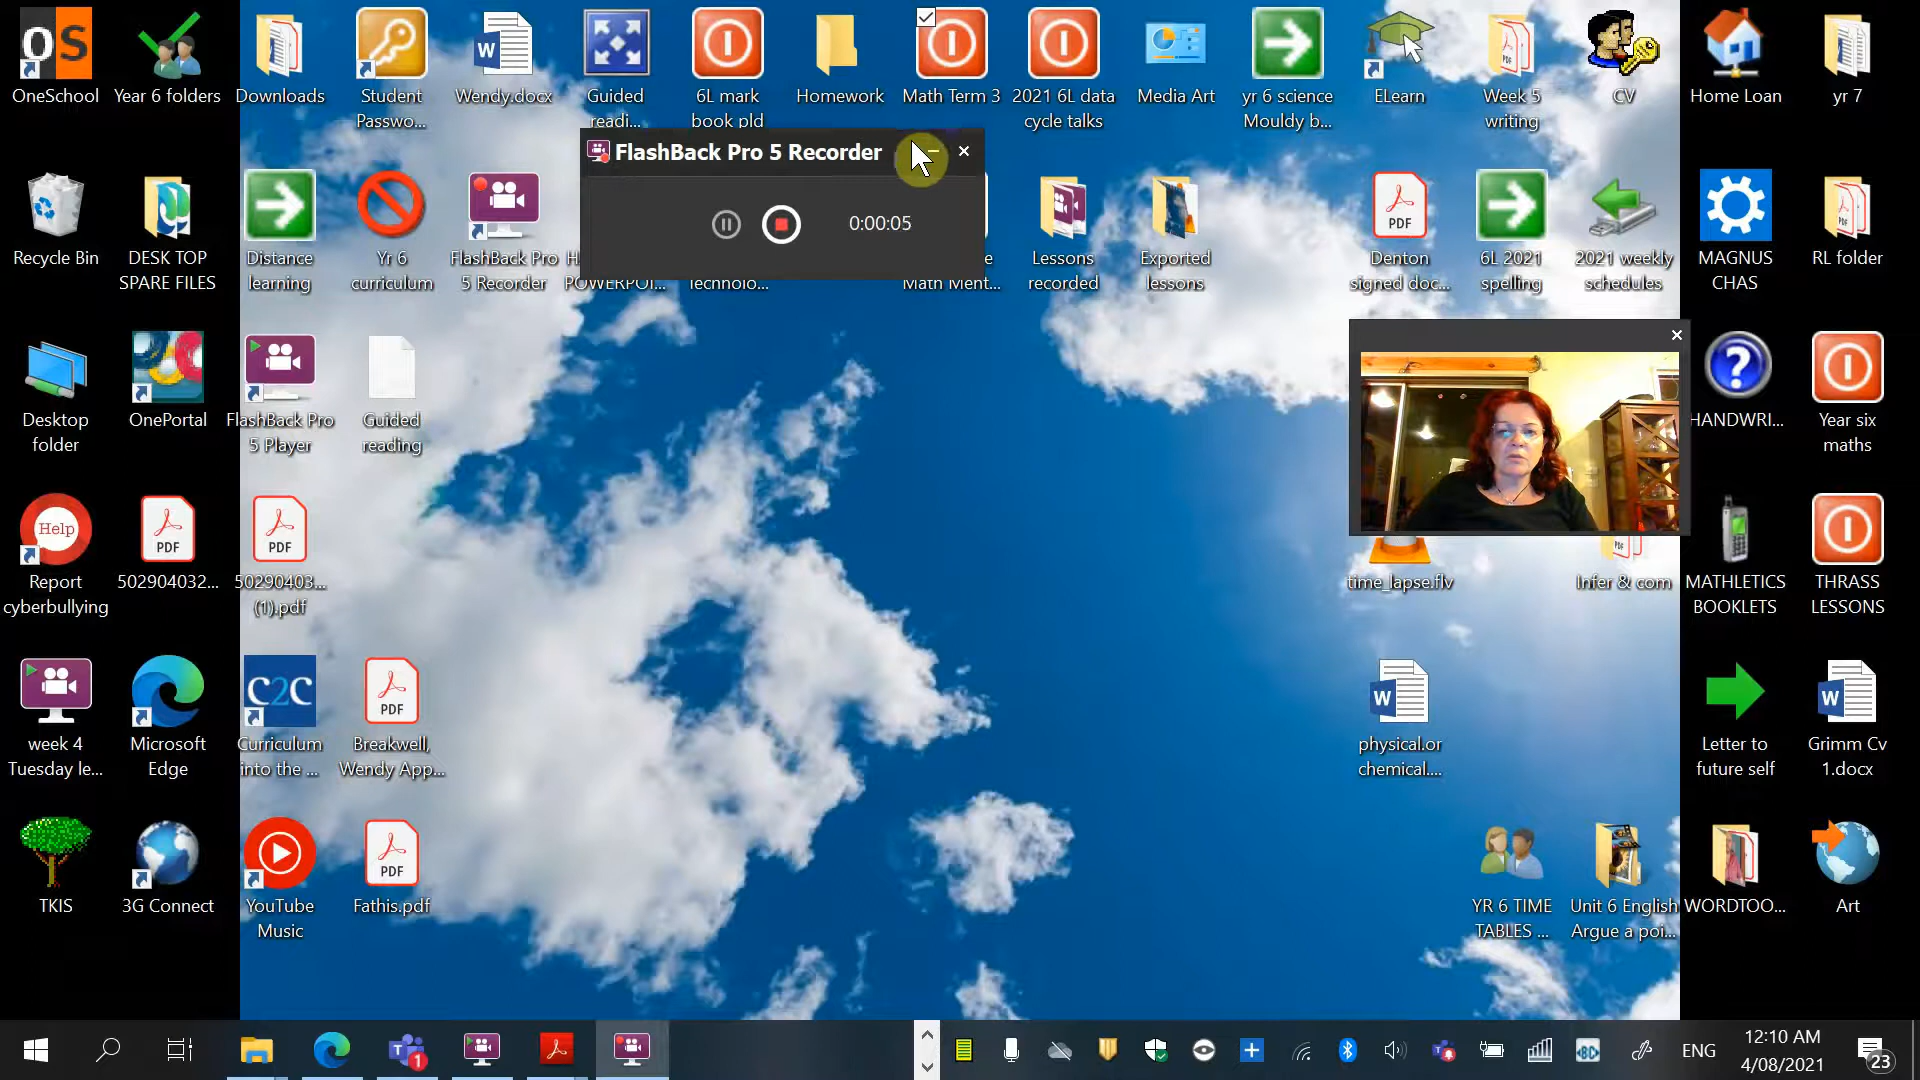 OneSchool
Year 6 folders
Downloads
Student
Passwo...
Wendy.docx
Guided
readi...
6L mark
book pld
Homework
Math Term 3
2021 6L data
cycle talks
Media Art
yr 6 science
Mouldy b...
ELearn
Week 5
writing
CV
Home Loan
yr 7
FlashBack Pro 5 Recorder
0:00:05
Recycle Bin
DESK TOP
SPARE FILES
Distance
learning
Yr 6
curriculum
FlashBack Pro
5 Recorder
POWERPOI...
Technolo...
Math Ment...
Lessons
recorded
Exported
lessons
PDF
Denton
signed doc...
6L 2021
spelling
2021 weekly
schedules
MAGNUS
CHAS
RL folder
Desktop
folder
OnePortal
FlashBack Pro
5 Player
Guided
reading
HANDWRI...
Year six
maths
Help
Report
cyberbullying
PDF
502904032...
PDF
50290403...
(1).pdf
time_lapse.flv
Infer & com
MATHLETICS
BOOKLETS
THRASS
LESSONS
week 4
Tuesday le...
Microsoft
Edge
C2C
Curriculum
into the ...
PDF
Breakwell,
Wendy App...
physical.or
chemical....
Letter to
future self
Grimm Cv
1.docx
TKIS
3G Connect
YouTube
Music
PDF
Fathis.pdf
YR 6 TIME
TABLES ...
Unit 6 English
Argue a poi...
WORDTOO...
Art
ENG
12:10 AM
4/08/2021
23